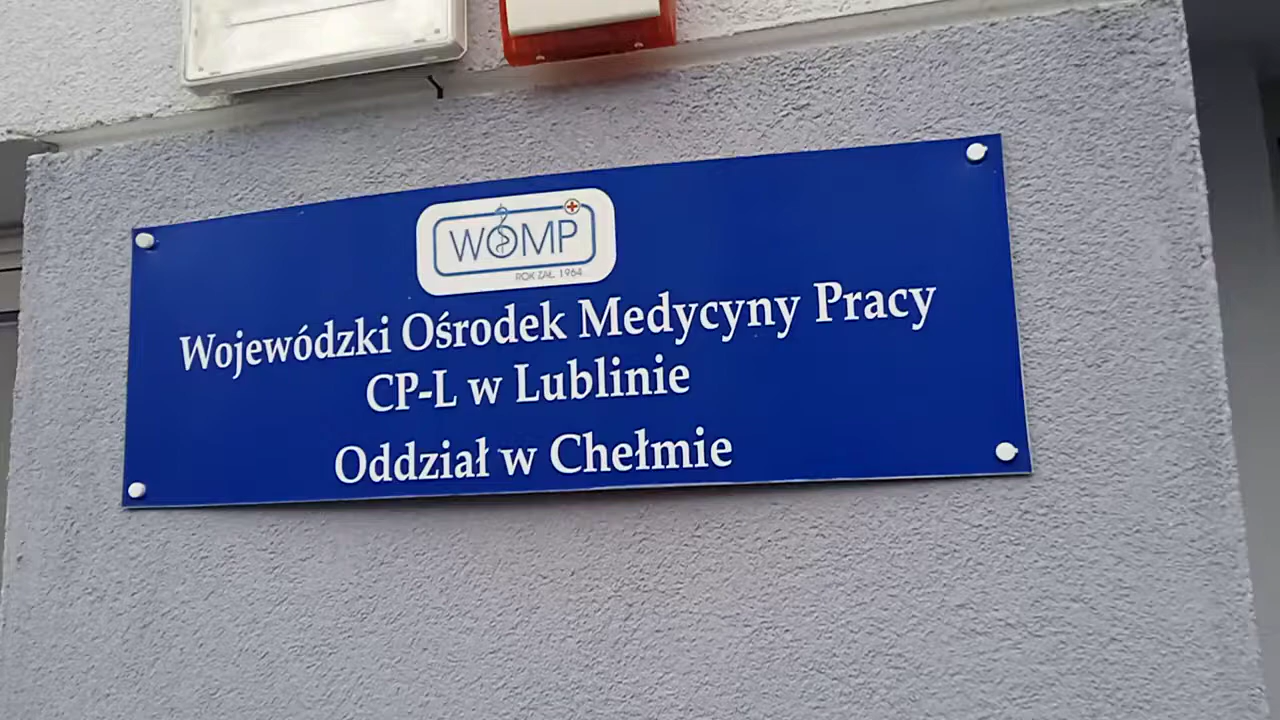 WOMP
ROK ZAŁ. 1964
Wojewódzki Ośrodek Medycyny Pracy
CP-L w Lublinie
Oddział w Chełmie